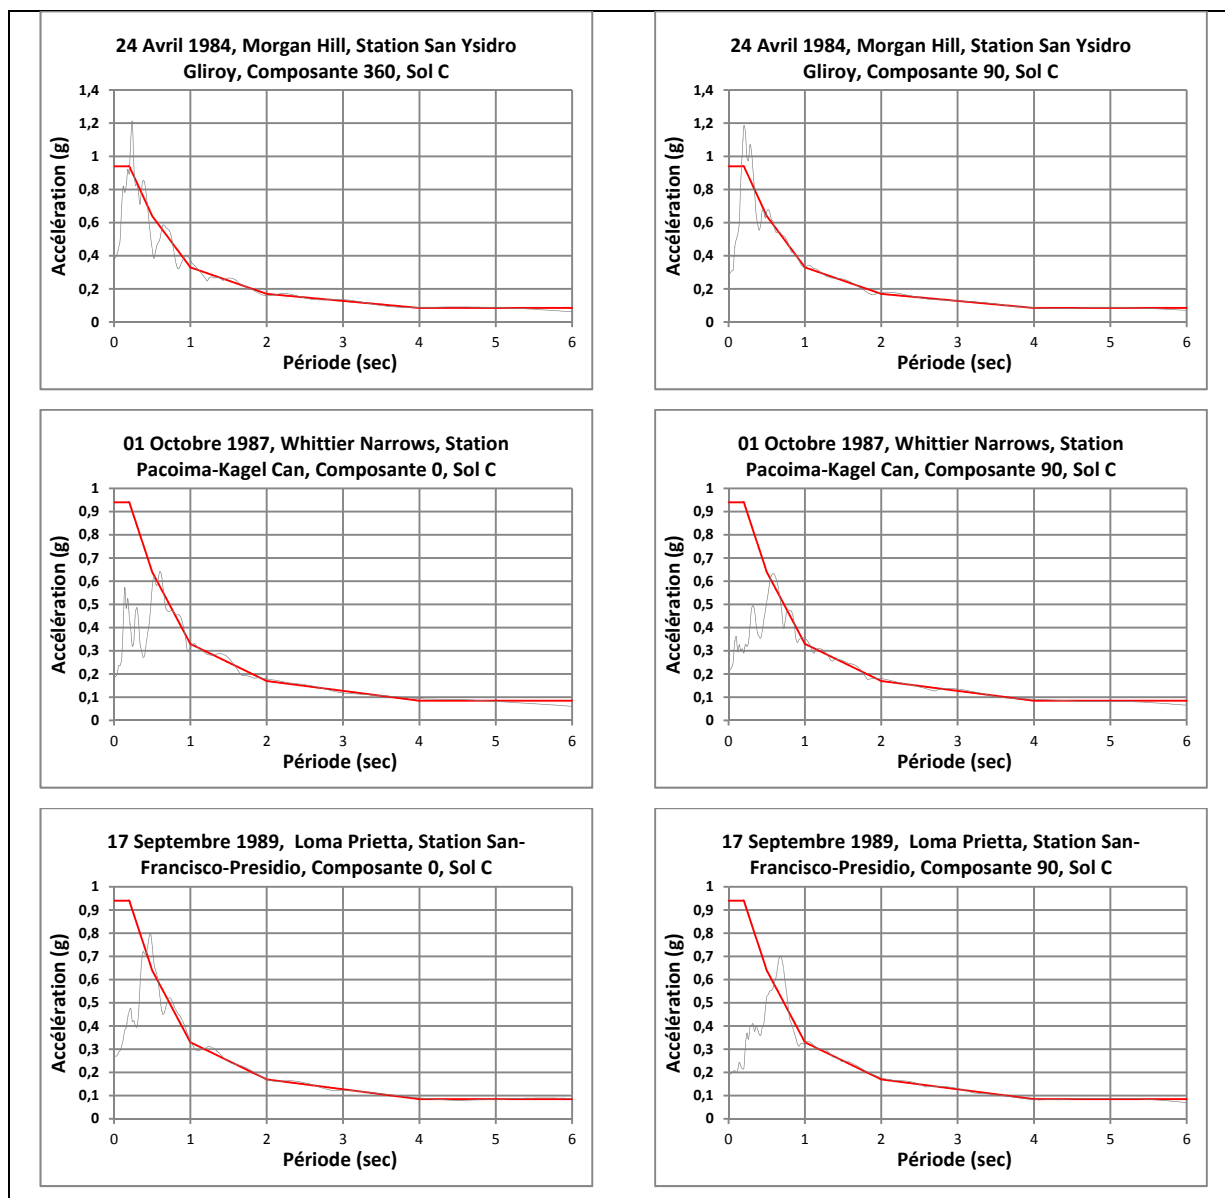 24 Avril 1984, Morgan Hill, Station San Ysidro
Gliroy, Composante 360, Sol C
Accélération (g)
1,4
1,2
1
0,8
0,6
0,4
0,2
0
0 1 2 3 4 5 6
Période (sec)
24 Avril 1984, Morgan Hill, Station San Ysidro
Gliroy, Composante 90, Sol C
Accélération (g)
1,4
1,2
1
0,8
0,6
0,4
0,2
0
0 1 2 3 4 5 6
Période (sec)
01 Octobre 1987, Whittier Narrows, Station
Pacoima-Kagel Can, Composante 0, Sol C
Accélération (g)
1
0,9
0,8
0,7
0,6
0,5
0,4
0,3
0,2
0,1
0
0 1 2 3 4 5 6
Période (sec)
01 Octobre 1987, Whittier Narrows, Station
Pacoima-Kagel Can, Composante 90, Sol C
Accélération (g)
1
0,9
0,8
0,7
0,6
0,5
0,4
0,3
0,2
0,1
0
0 1 2 3 4 5 6
Période (sec)
17 Septembre 1989, Loma Prietta, Station San-
Francisco-Presidio, Composante 0, Sol C
Accélération (g)
1
0,9
0,8
0,7
0,6
0,5
0,4
0,3
0,2
0,1
0
0 1 2 3 4 5 6
Période (sec)
17 Septembre 1989, Loma Prietta, Station San-
Francisco-Presidio, Composante 90, Sol C
Accélération (g)
1
0,9
0,8
0,7
0,6
0,5
0,4
0,3
0,2
0,1
0
0 1 2 3 4 5 6
Période (sec)